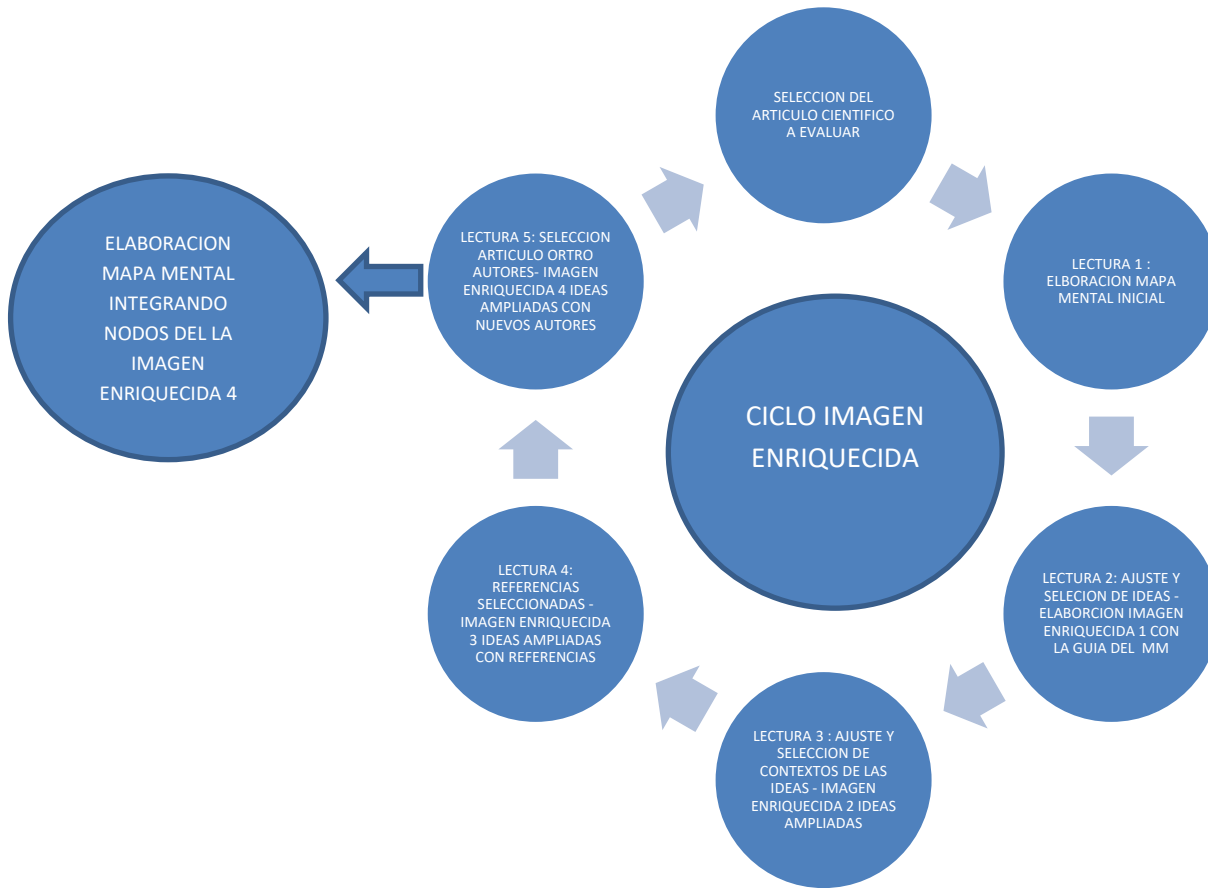 SELECCION DEL
ARTICULO CIENTIFICO
A EVALUAR
LECTURA 1 :
ELBORACION MAPA
MENTAL INICIAL
LECTURA 2: AJUSTE Y
SELECION DE IDEAS -
ELABORCION IMAGEN
ENRIQUECIDA 1 CON
LA GUIA DEL MM
LECTURA 3 : AJUSTE Y
SELECCION DE
CONTEXTOS DE LAS
IDEAS - IMAGEN
ENRIQUECIDA 2 IDEAS
AMPLIADAS
LECTURA 4:
REFERENCIAS
SELECCIONADAS -
IMAGEN ENRIQUECIDA
3 IDEAS AMPLIADAS
CON REFERENCIAS
LECTURA 5: SELECCION
ARTICULO ORTRO
AUTORES- IMAGEN
ENRIQUECIDA 4 IDEAS
AMPLIADAS CON
NUEVOS AUTORES
ELABORACION
MAPA MENTAL
INTEGRANDO
NODOS DEL LA
IMAGEN
ENRIQUECIDA 4
CICLO IMAGEN
ENRIQUECIDA